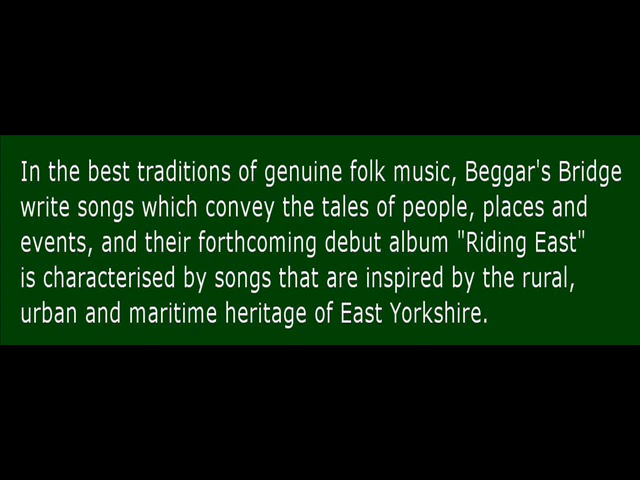 In the best traditions of genuine folk music, Beggar's Bridge
write songs which convey the tales of people, places and
events, and their forthcoming debut album "Riding East"
is characterised by songs that are inspired by the rural,
urban and maritime heritage of East Yorkshire.